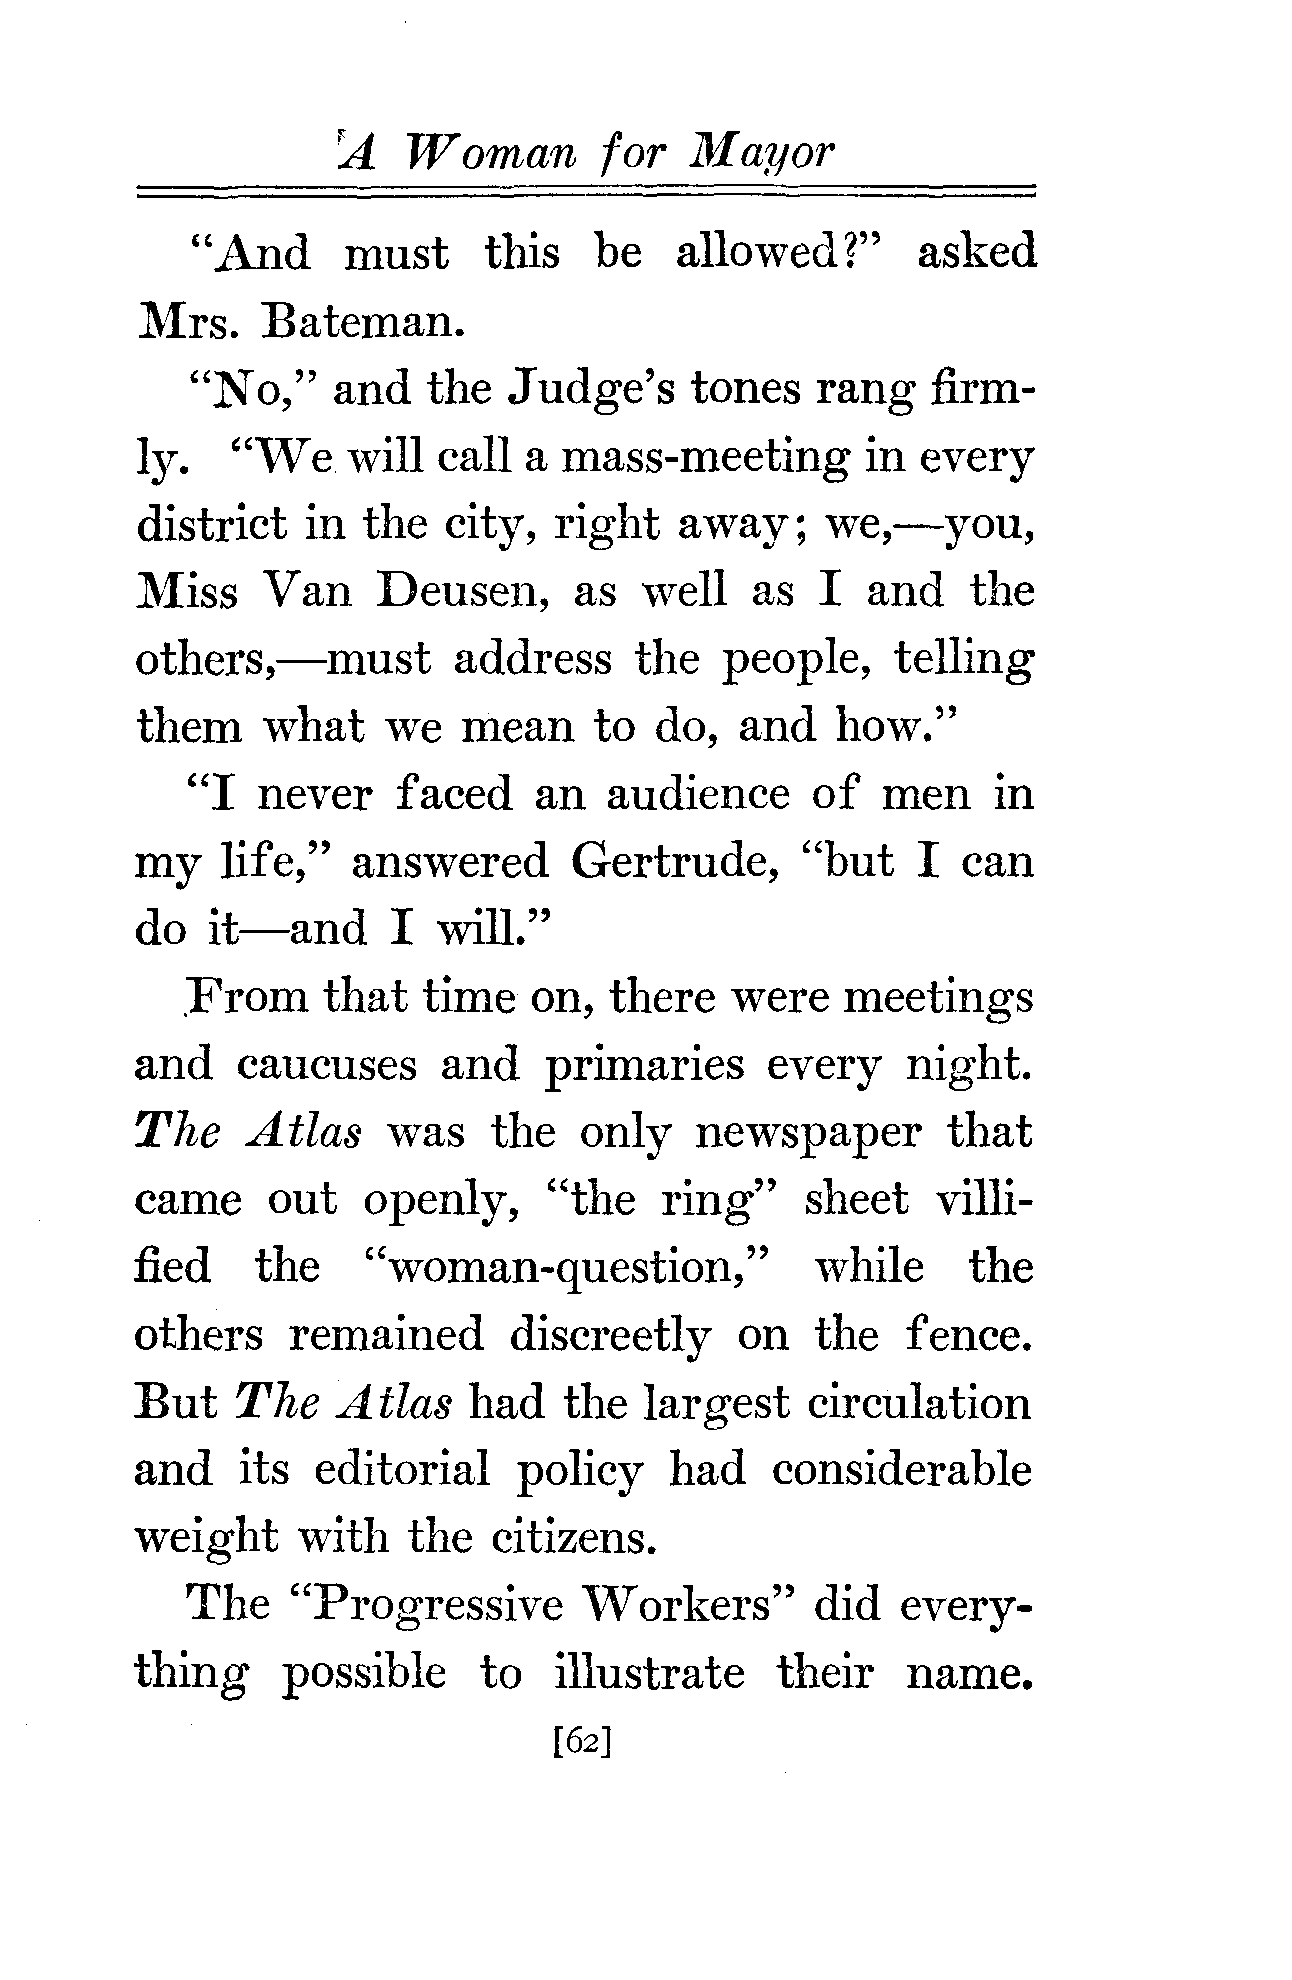 A Woman for Mayor
“And must this be allowed?” asked
Mrs. Bateman.
“No,” and the Judge’s tones rang firm-
ly. “We will call a mass-meeting in every
district in the city, right away; we,—you,
Miss Van Deusen, as well as I and the
others,—must address the people, telling
them what we mean to do, and how.”
“I never faced an audience of men in
my life,” answered Gertrude, “but I can
do it—and I will.”
From that time on, there were meetings
and caucuses and primaries every night.
The Atlas was the only newspaper that
came out openly, “the ring” sheet villi-
fied the “woman-question,” while the
others remained discreetly on the fence.
But The Atlas had the largest circulation
and its editorial policy had considerable
weight with the citizens.
The “Progressive Workers” did every-
thing possible to illustrate their name.
[62]